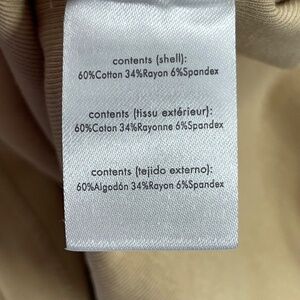 contents (shell):
60%Cotton 34%Rayon 6%Spandex
contents (tissu extérieur):
60%Coton 34%Rayonne 6%Spandex
contents (tejido externo):
60%Algodón 34%Rayon 6%Spandex